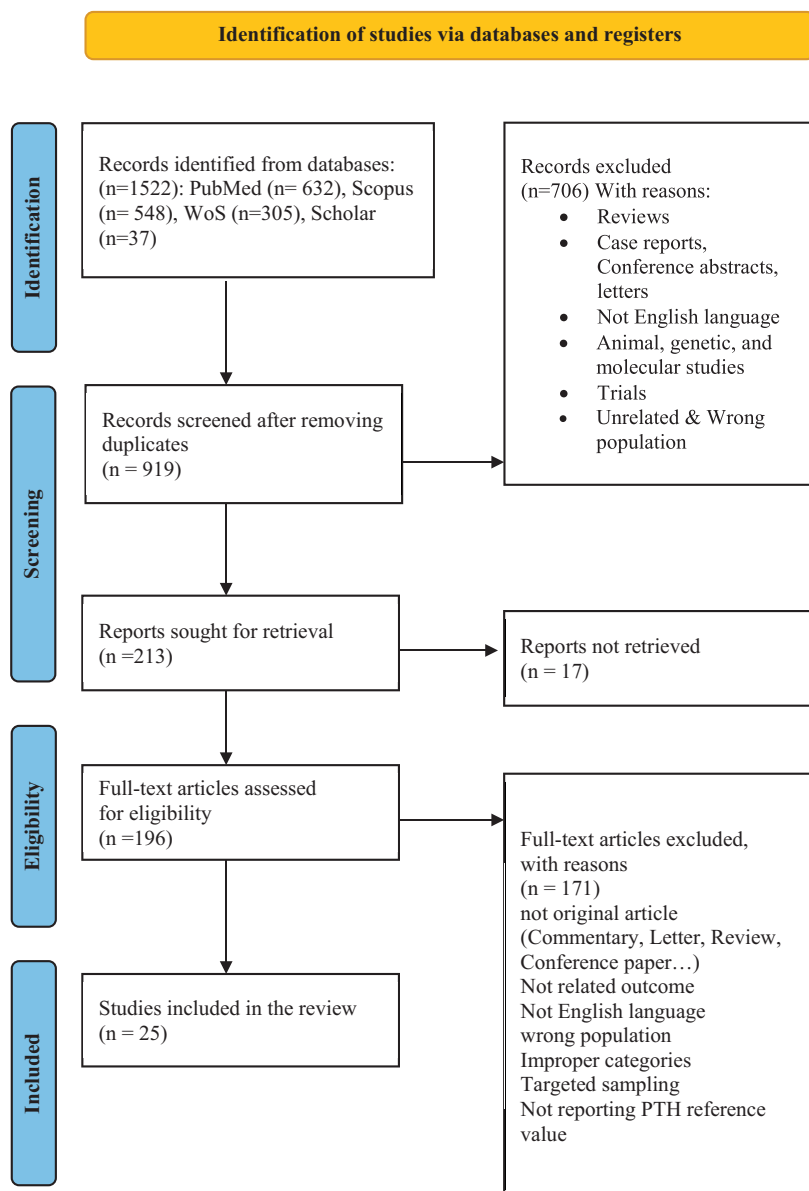 Identification of studies via databases and registers
Identification
Records identified from databases:
(n=1522): PubMed (n= 632), Scopus
(n= 548), WoS (n=305), Scholar
(n=37)
Records excluded
(n=706) With reasons:
• Reviews
• Case reports,
Conference abstracts,
letters
• Not English language
• Animal, genetic, and
molecular studies
• Trials
• Unrelated & Wrong
population
Screening
Records screened after removing
duplicates
(n = 919)
Reports sought for retrieval
(n =213)
Reports not retrieved
(n = 17)
Eligibility
Full-text articles assessed
for eligibility
(n =196)
Full-text articles excluded,
with reasons
(n = 171)
not original article
(Commentary, Letter, Review,
Conference paper…)
Not related outcome
Not English language
wrong population
Improper categories
Targeted sampling
Not reporting PTH reference
value
Included
Studies included in the review
(n = 25)